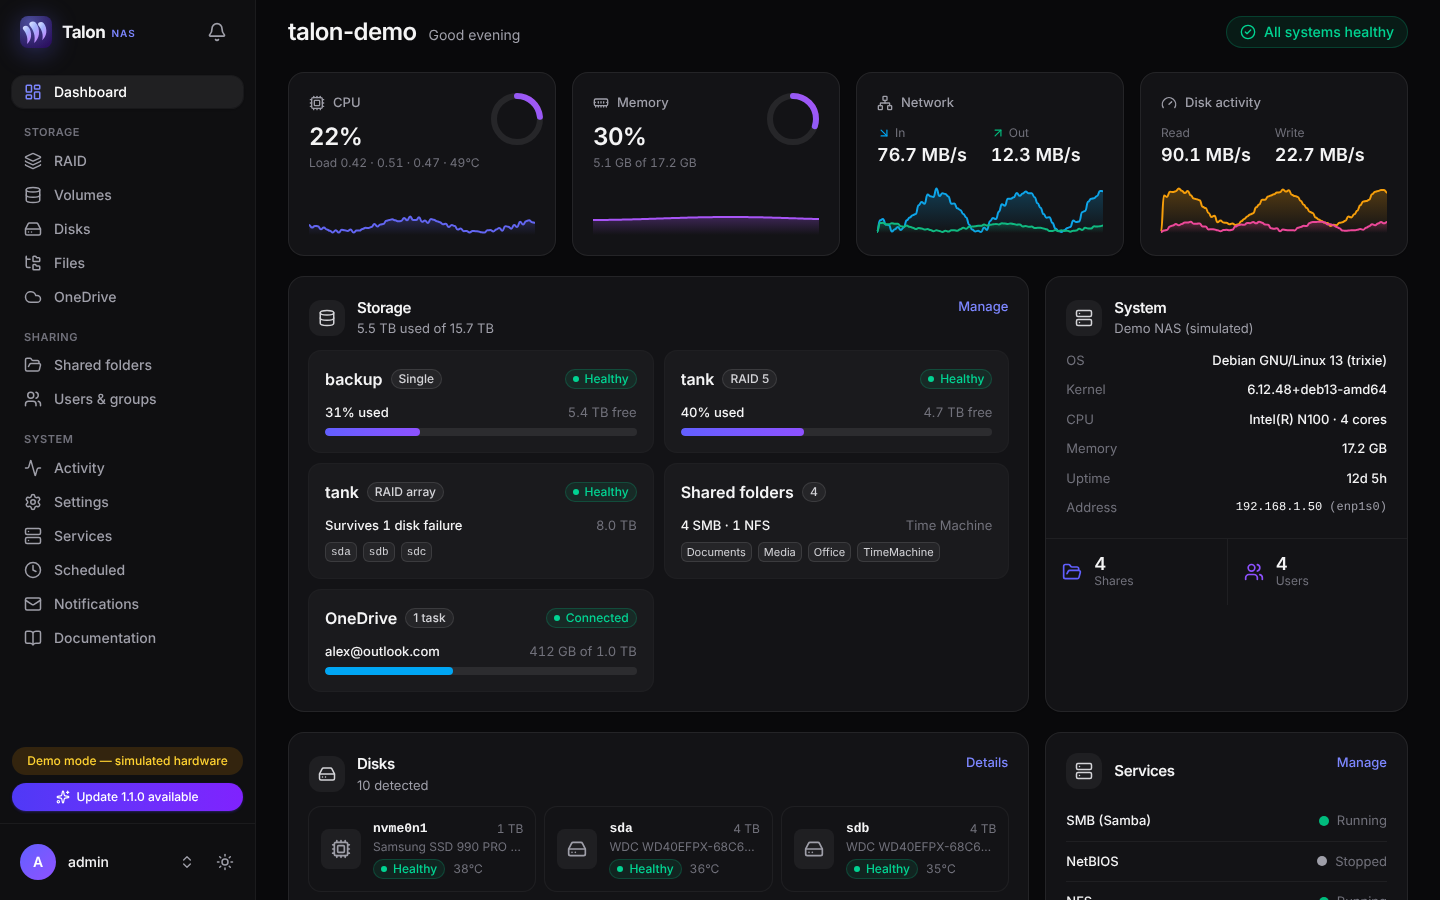 Talon NAS
Dashboard
STORAGE
RAID
Volumes
Disks
Files
OneDrive
SHARING
Shared folders
Users & groups
SYSTEM
Activity
Settings
Services
Scheduled
Notifications
Documentation
Demo mode — simulated hardware
Update 1.1.0 available
A admin
talon-demo Good evening
All systems healthy
CPU
22%
Load 0.42 · 0.51 · 0.47 · 49°C
Memory
30%
5.1 GB of 17.2 GB
Network
In Out
76.7 MB/s 12.3 MB/s
Disk activity
Read Write
90.1 MB/s 22.7 MB/s
Storage
5.5 TB used of 15.7 TB
Manage
backup Single Healthy
31% used 5.4 TB free
tank RAID 5 Healthy
40% used 4.7 TB free
tank RAID array Healthy
Survives 1 disk failure 8.0 TB
sda sdb sdc
Shared folders 4
4 SMB · 1 NFS Time Machine
Documents Media Office TimeMachine
OneDrive 1 task Connected
alex@outlook.com 412 GB of 1.0 TB
System
Demo NAS (simulated)
OS Debian GNU/Linux 13 (trixie)
Kernel 6.12.48+deb13-amd64
CPU Intel(R) N100 · 4 cores
Memory 17.2 GB
Uptime 12d 5h
Address 192.168.1.50 (enp1s0)
4
Shares
4
Users
Disks
10 detected
Details
nvme0n1 1 TB
Samsung SSD 990 PRO ...
Healthy 38°C
sda 4 TB
WDC WD40EFPX-68C6...
Healthy 36°C
sdb 4 TB
WDC WD40EFPX-68C6...
Healthy 35°C
Services
Manage
SMB (Samba) Running
NetBIOS Stopped
NFS Running